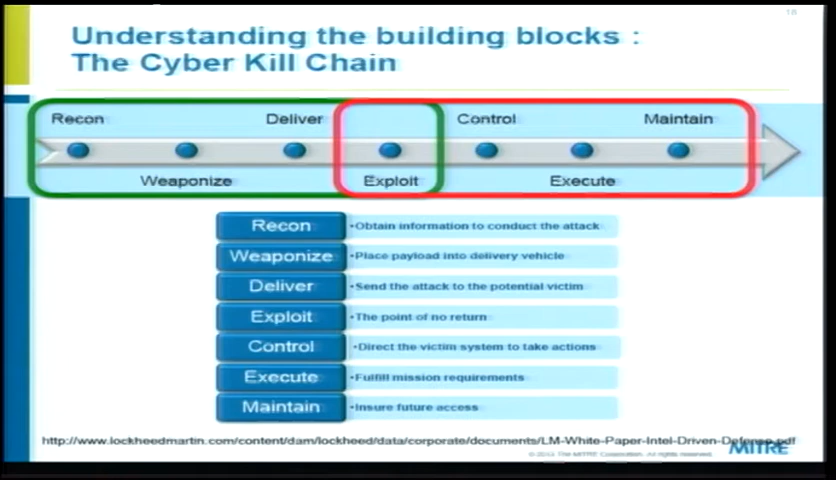 18
Understanding the building blocks :
The Cyber Kill Chain
Recon
Deliver
Control
Maintain
Weaponize
Exploit
Execute
Recon
•Obtain information to conduct the attack
Weaponize
•Place payload into delivery vehicle
Deliver
•Send the attack to the potential victim
Exploit
•The point of no return
Control
•Direct the victim system to take actions
Execute
•Fulfill mission requirements
Maintain
•Insure future access
http://www.lockheedmartin.com/content/dam/lockheed/data/corporate/documents/LM-White-Paper-Intel-Driven-Defense.pdf
© 2013 The MITRE Corporation. All rights reserved.
MITRE